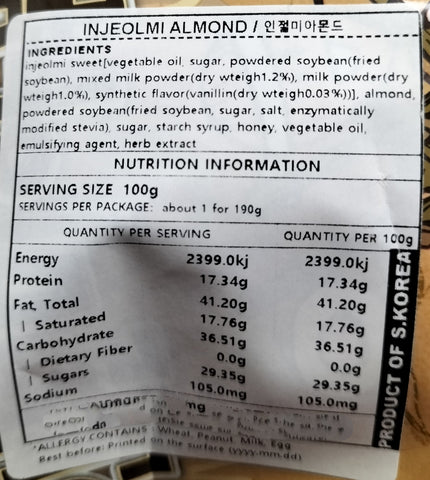 INJEOLMI ALMOND / 인절미아몬드
INGREDIENTS
injeolmi sweet[vegetable oil, sugar, powdered soybean(fried
soybean), mixed milk powder(dry wteigh1.2%), milk powder(dry
wteigh1.0%), synthetic flavor(vanillin(dry weigh0.03%))], almond,
powdered soybean(fried soybean, sugar, salt, enzymatically
modified stevia), sugar, starch syrup, honey, vegetable oil,
emulsifying agent, herb extract
NUTRITION INFORMATION
SERVING SIZE 100g
SERVINGS PER PACKAGE: about 1 for 190g
QUANTITY PER SERVING QUANTITY PER 100g
Energy 2399.0kj 2399.0kj
Protein 17.34g 17.34g
Fat, Total 41.20g 41.20g
| Saturated 17.76g 17.76g
Carbohydrate 36.51g 36.51g
| Dietary Fiber 0.0g 0.0g
| Sugars 29.35g 29.35g
Sodium 105.0mg 105.0mg
*ALLERGY CONTAINS : Wheat, Peanut, Milk, Egg
Best before: Printed on the surface (yyyy.mm.dd)
PRODUCT OF S.KOREA